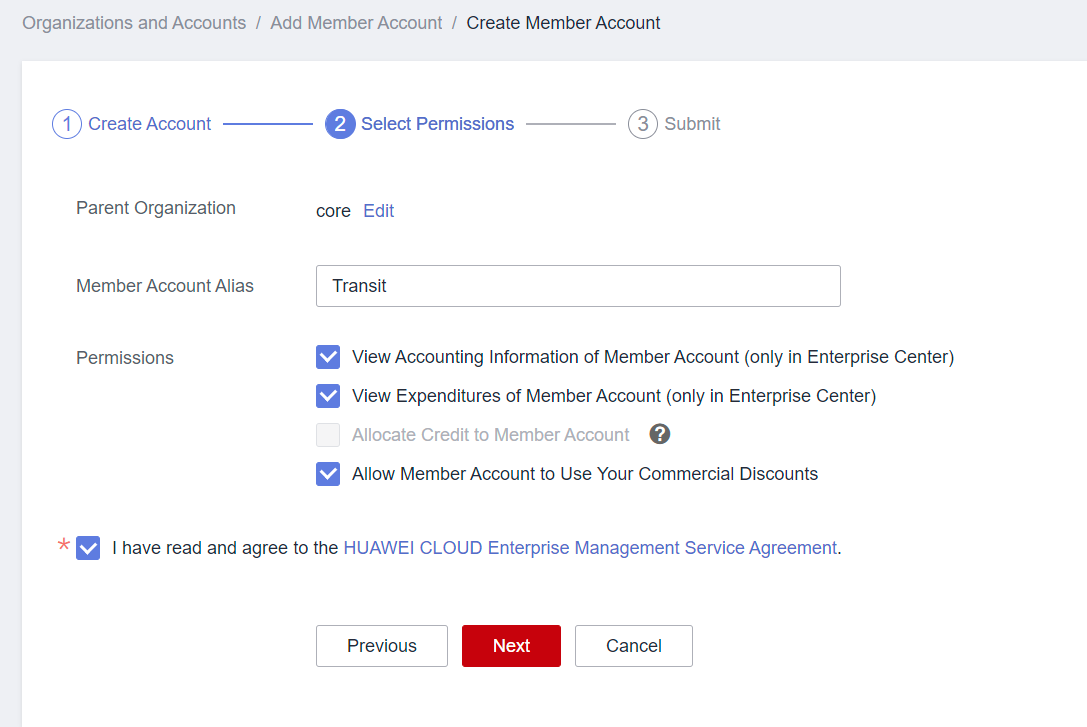 Organizations and Accounts / Add Member Account / Create Member Account
1 Create Account 2 Select Permissions 3 Submit
Parent Organization core Edit
Member Account Alias Transit
Permissions View Accounting Information of Member Account (only in Enterprise Center)
View Expenditures of Member Account (only in Enterprise Center)
Allocate Credit to Member Account ?
Allow Member Account to Use Your Commercial Discounts
* I have read and agree to the HUAWEI CLOUD Enterprise Management Service Agreement.
Previous Next Cancel